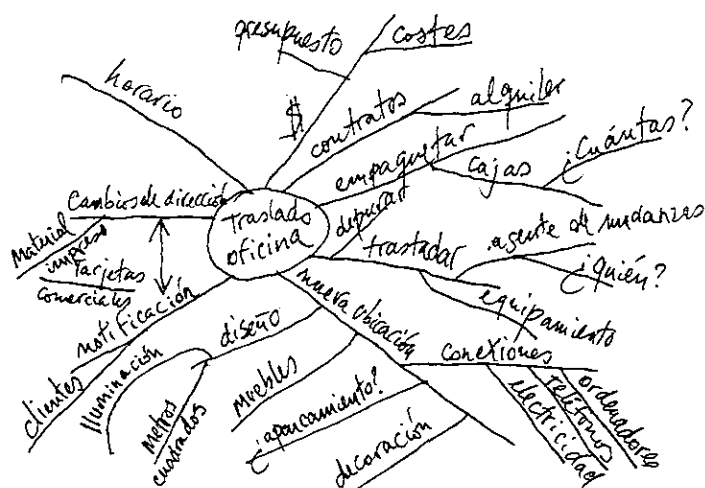 presupuesto
costes
$
horario
contratos
alquiler
empaquetar
cajas
¿Cuántas?
depurar
Cambios de dirección
Traslado
oficina
Material
impreso
Tarjetas
comerciales
trasladar
agente de mudanzas
¿quién?
equipamiento
notificación
clientes
nueva ubicación
diseño
Iluminación
Metros
cuadrados
muebles
¿aparcamiento?
decoración
conexiones
electricidad
teléfonos
ordenadores